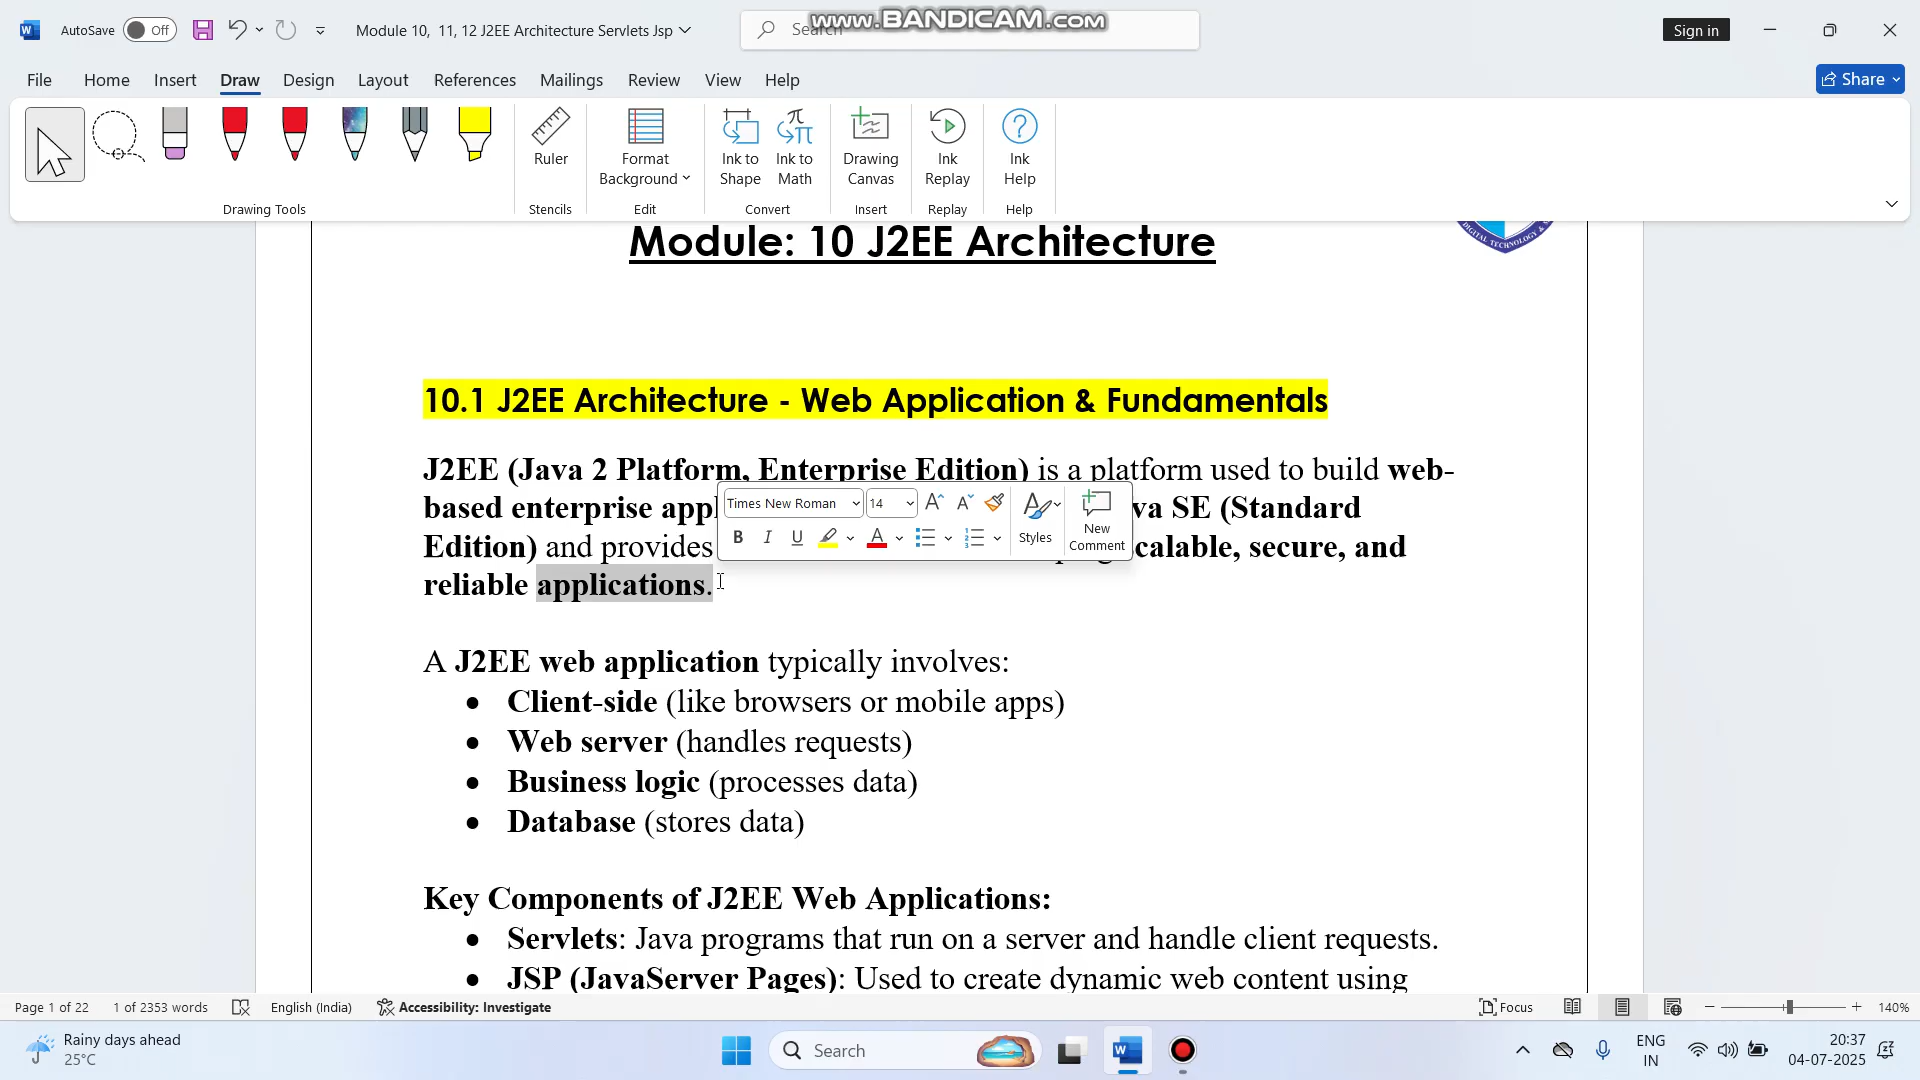 AutoSave Off Module 10, 11, 12 J2EE Architecture Servlets Jsp Search Sign in
www.BANDICAM.com
File Home Insert Draw Design Layout References Mailings Review View Help Share
Ruler Format Background Ink to Shape Ink to Math Drawing Canvas Ink Replay Ink Help
Drawing Tools Stencils Edit Convert Insert Replay Help
Module: 10 J2EE Architecture
DIGITAL TECHNOLOGY &
10.1 J2EE Architecture - Web Application & Fundamentals
J2EE (Java 2 Platform, Enterprise Edition) is a platform used to build web-
based enterprise appl va SE (Standard
Edition) and provides calable, secure, and
reliable applications.
Times New Roman 14
B I U A Styles New Comment
A J2EE web application typically involves:
• Client-side (like browsers or mobile apps)
• Web server (handles requests)
• Business logic (processes data)
• Database (stores data)
Key Components of J2EE Web Applications:
• Servlets: Java programs that run on a server and handle client requests.
• JSP (JavaServer Pages): Used to create dynamic web content using
Page 1 of 22 1 of 2353 words English (India) Accessibility: Investigate Focus 140%
Rainy days ahead
25°C
Search
ENG
IN
20:37
04-07-2025